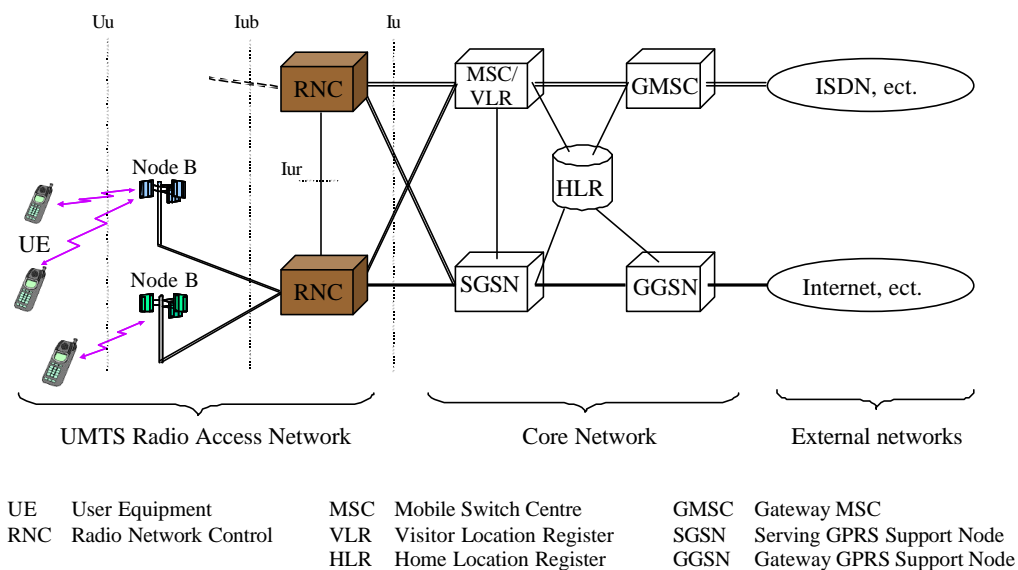 Uu Iub Iu
RNC
MSC/
VLR
GMSC
ISDN, ect.
Node B
Iur
HLR
UE
Node B
RNC
SGSN
GGSN
Internet, ect.
UMTS Radio Access Network
Core Network
External networks
UE User Equipment MSC Mobile Switch Centre GMSC Gateway MSC
RNC Radio Network Control VLR Visitor Location Register SGSN Serving GPRS Support Node
HLR Home Location Register GGSN Gateway GPRS Support Node